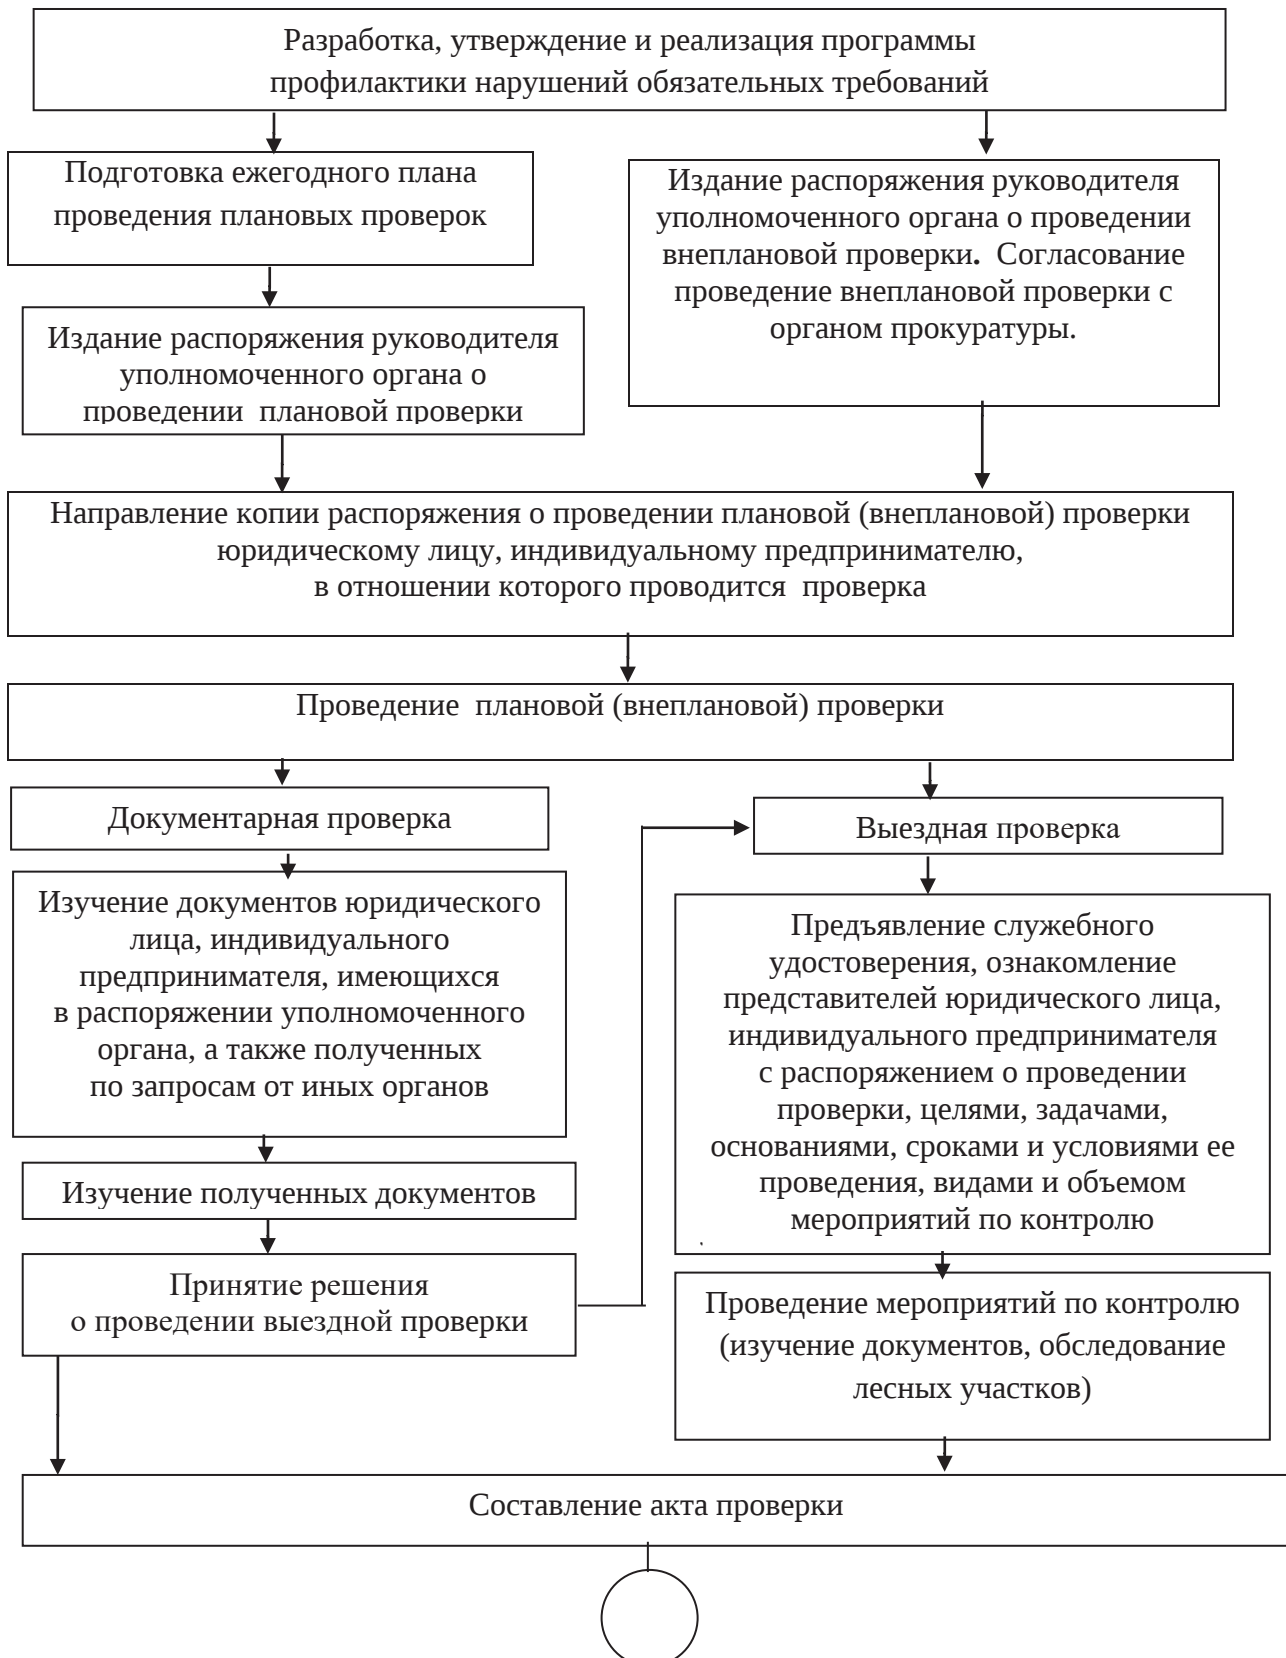 Разработка, утверждение и реализация программы
профилактики нарушений обязательных требований
Подготовка ежегодного плана
проведения плановых проверок
Издание распоряжения руководителя
уполномоченного органа о проведении
внеплановой проверки. Согласование
проведение внеплановой проверки с
органом прокуратуры.
Издание распоряжения руководителя
уполномоченного органа о
проведении плановой проверки
Направление копии распоряжения о проведении плановой (внеплановой) проверки
юридическому лицу, индивидуальному предпринимателю,
в отношении которого проводится проверка
Проведение плановой (внеплановой) проверки
Документарная проверка
Выездная проверка
Изучение документов юридического
лица, индивидуального
предпринимателя, имеющихся
в распоряжении уполномоченного
органа, а также полученных
по запросам от иных органов
Предъявление служебного
удостоверения, ознакомление
представителей юридического лица,
индивидуального предпринимателя
с распоряжением о проведении
проверки, целями, задачами,
основаниями, сроками и условиями ее
проведения, видами и объемом
мероприятий по контролю
Изучение полученных документов
Принятие решения
о проведении выездной проверки
Проведение мероприятий по контролю
(изучение документов, обследование
лесных участков)
Составление акта проверки